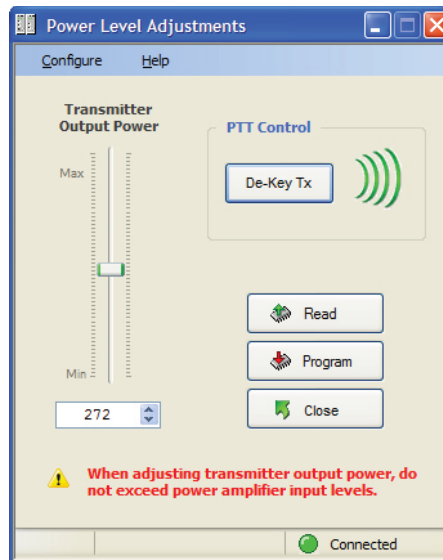 Power Level Adjustments
Configure Help
Transmitter
Output Power
Max
Min
272
PTT Control
De-Key Tx
Read
Program
Close
When adjusting transmitter output power, do
not exceed power amplifier input levels.
Connected